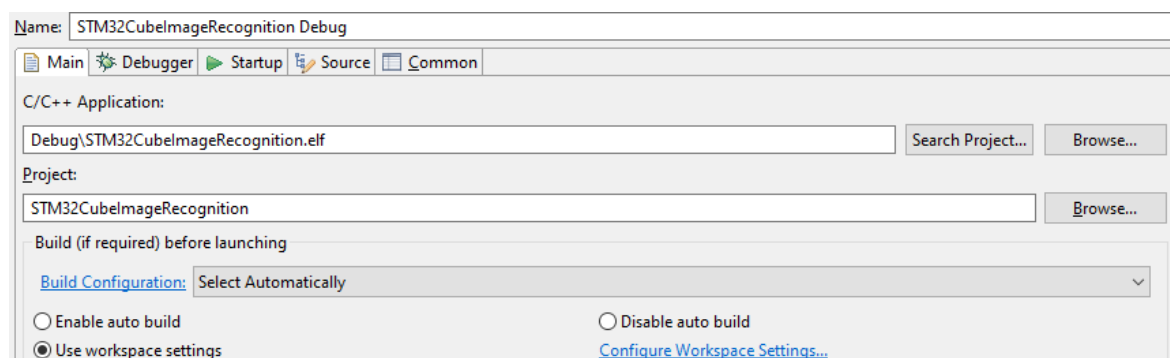 Name: STM32CubeImageRecognition Debug
Main Debugger Startup Source Common
C/C++ Application:
Debug\STM32CubeImageRecognition.elf Search Project... Browse...
Project:
STM32CubeImageRecognition Browse...
Build (if required) before launching
Build Configuration: Select Automatically
Enable auto build Disable auto build
Use workspace settings Configure Workspace Settings...